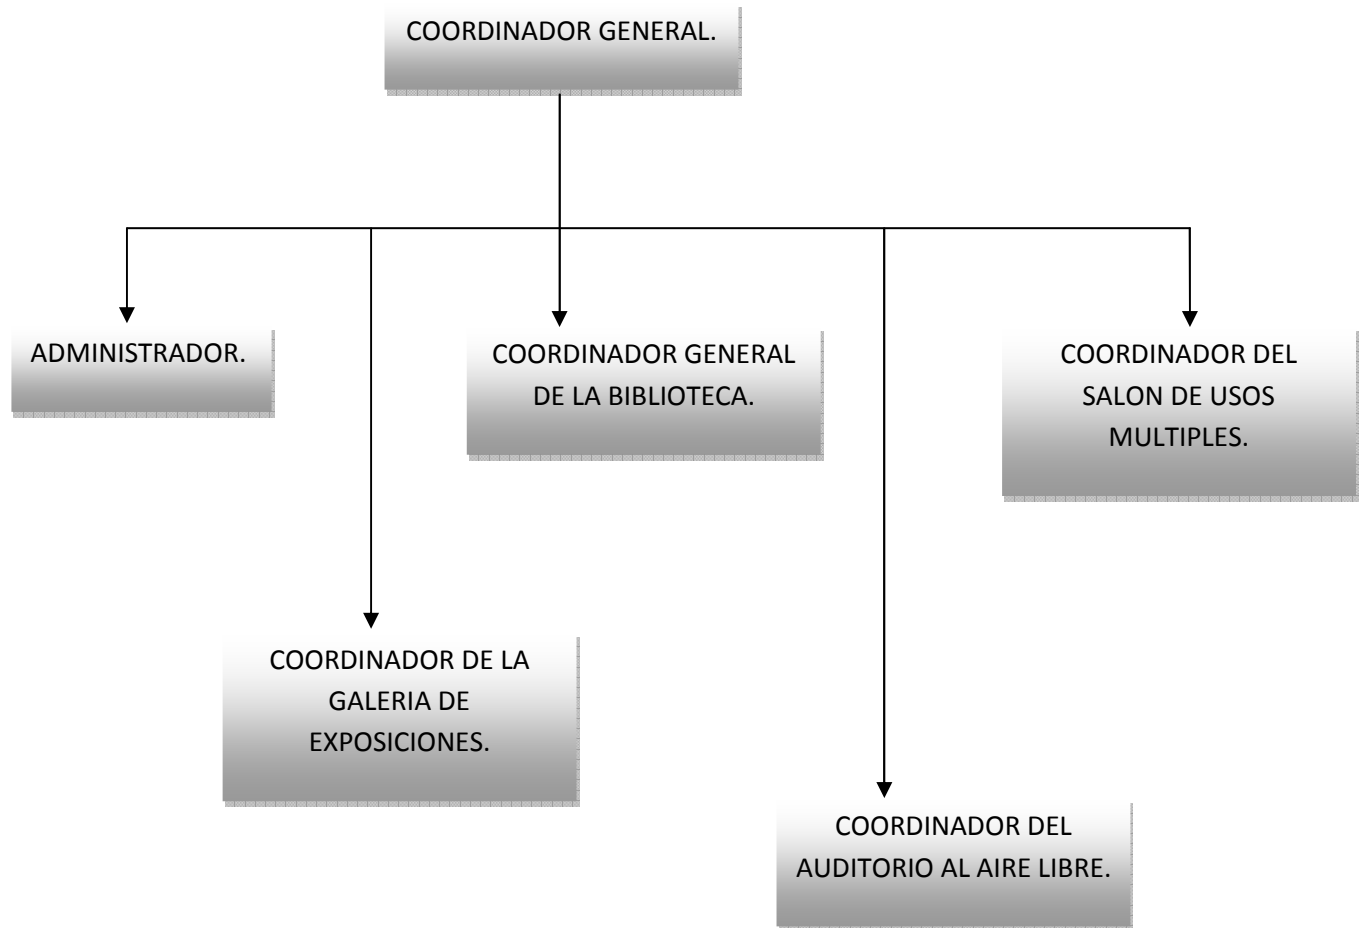 COORDINADOR GENERAL.
ADMINISTRADOR.
COORDINADOR GENERAL
DE LA BIBLIOTECA.
COORDINADOR DEL
SALON DE USOS
MULTIPLES.
COORDINADOR DE LA
GALERIA DE
EXPOSICIONES.
COORDINADOR DEL
AUDITORIO AL AIRE LIBRE.